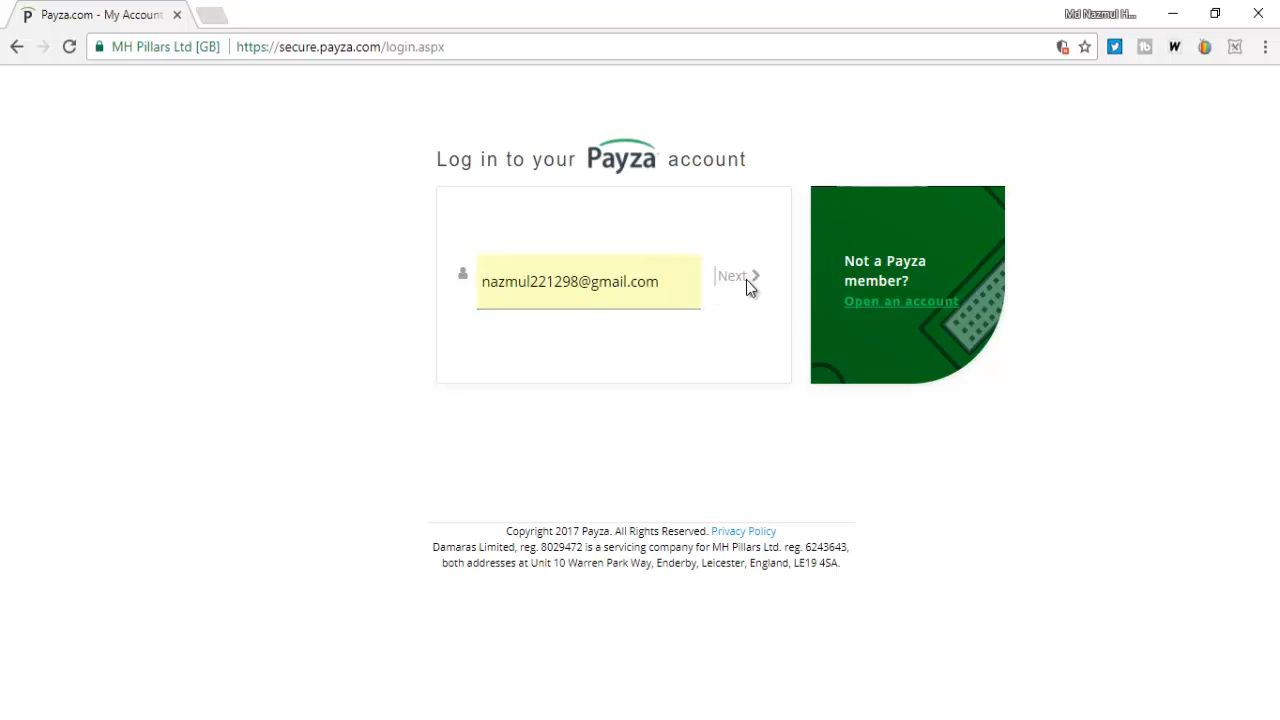 Payza.com - My Account
Md Nazmul H...
MH Pillars Ltd [GB]
https://secure.payza.com/login.aspx
Log in to your Payza account
nazmul221298@gmail.com
Next
Not a Payza
member?
Open an account
Copyright 2017 Payza. All Rights Reserved. Privacy Policy
Damaras Limited, reg. 8029472 is a servicing company for MH Pillars Ltd. reg. 6243643,
both addresses at Unit 10 Warren Park Way, Enderby, Leicester, England, LE19 4SA.